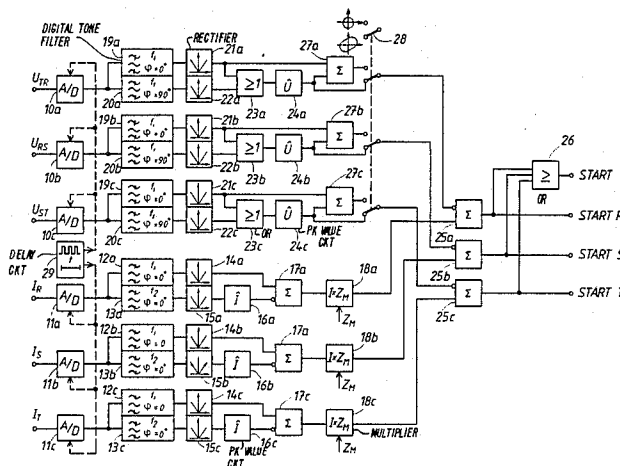 DIGITAL TONE
FILTER
RECTIFIER
19a f₁ φ=0° 21a
U_TR A/D 10a
20a f₁ φ=90° 22a
≥1 23a Û 24a
27a Σ 28
19b f₁ φ=0° 21b
U_RS A/D 10b
20b f₁ φ=90° 22b
≥1 23b Û 24b
27b Σ
19c f₁ φ=0° 21c
U_ST A/D 10c
20c f₁ φ=90° 22c
≥1 23c OR Û 24c
PK VALUE
CKT
27c Σ
26 ≥ OR START
Σ 25a START R
Σ 25b START S
Σ 25c START T
DELAY
CKT
29 t
12a f₁ φ=0° 14a
I_R A/D 11a
13a f₂ φ=0° 15a
Î 16a
17a Σ 18a I*Z_M
Z_M
12b f₁ φ=0 14b
I_S A/D 11b
13b f₂ φ=0° 15b
Î 16b
17b Σ 18b I*Z_M
Z_M
12c f₁ φ=0 14c
I_T A/D 11c
13c f₂ φ=0° 15c
Î 16c
PK VALUE
CKT
17c Σ 18c I*Z_M
Z_M MULTIPLIER